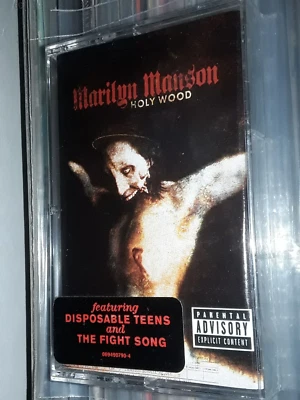 Marilyn Manson
HOLY WOOD
featuring
DISPOSABLE TEENS
and
THE FIGHT SONG
PARENTAL
ADVISORY
EXPLICIT CONTENT